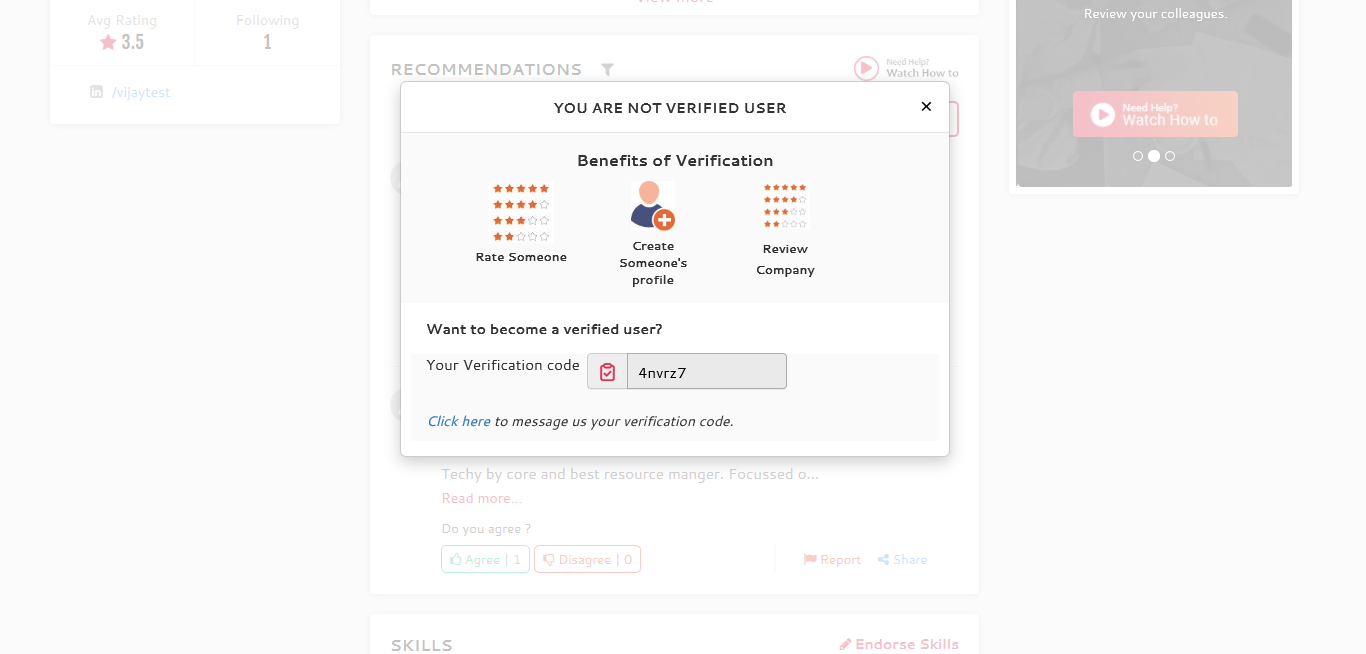 View more
Avg Rating
3.5
Following
1
/vijaytest
Review your colleagues.
Need Help?
Watch How to
RECOMMENDATIONS
Need Help?
Watch How to
YOU ARE NOT VERIFIED USER
×
Benefits of Verification
Rate Someone
Create
Someone's
profile
Review
Company
Want to become a verified user?
Your Verification code
4nvrz7
Click here to message us your verification code.
Techy by core and best resource manger. Focussed o...
Read more...
Do you agree ?
Agree | 1
Disagree | 0
Report
Share
SKILLS
Endorse Skills